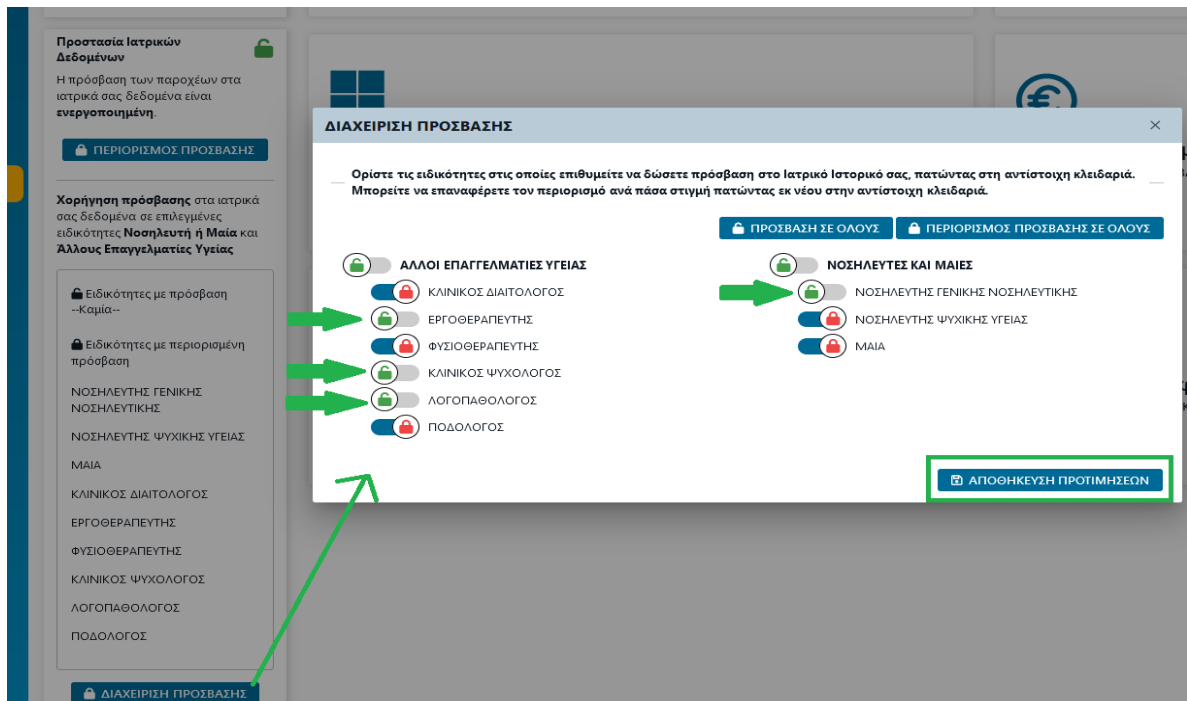 Προστασία Ιατρικών
Δεδομένων
Η πρόσβαση των παροχέων στα
ιατρικά σας δεδομένα είναι
ενεργοποιημένη.
ΠΕΡΙΟΡΙΣΜΟΣ ΠΡΟΣΒΑΣΗΣ
Χορήγηση πρόσβασης στα ιατρικά
σας δεδομένα σε επιλεγμένες
ειδικότητες Νοσηλευτή ή Μαία και
Άλλους Επαγγελματίες Υγείας
Ειδικότητες με πρόσβαση
--Καμία--
Ειδικότητες με περιορισμένη
πρόσβαση
ΝΟΣΗΛΕΥΤΗΣ ΓΕΝΙΚΗΣ
ΝΟΣΗΛΕΥΤΙΚΗΣ
ΝΟΣΗΛΕΥΤΗΣ ΨΥΧΙΚΗΣ ΥΓΕΙΑΣ
ΜΑΙΑ
ΚΛΙΝΙΚΟΣ ΔΙΑΙΤΟΛΟΓΟΣ
ΕΡΓΟΘΕΡΑΠΕΥΤΗΣ
ΦΥΣΙΟΘΕΡΑΠΕΥΤΗΣ
ΚΛΙΝΙΚΟΣ ΨΥΧΟΛΟΓΟΣ
ΛΟΓΟΠΑΘΟΛΟΓΟΣ
ΠΟΔΟΛΟΓΟΣ
ΔΙΑΧΕΙΡΙΣΗ ΠΡΟΣΒΑΣΗΣ
ΔΙΑΧΕΙΡΙΣΗ ΠΡΟΣΒΑΣΗΣ
Ορίστε τις ειδικότητες στις οποίες επιθυμείτε να δώσετε πρόσβαση στο Ιατρικό Ιστορικό σας, πατώντας στη αντίστοιχη κλειδαριά.
Μπορείτε να επαναφέρετε τον περιορισμό ανά πάσα στιγμή πατώντας εκ νέου στην αντίστοιχη κλειδαριά.
ΠΡΟΣΒΑΣΗ ΣΕ ΟΛΟΥΣ
ΠΕΡΙΟΡΙΣΜΟΣ ΠΡΟΣΒΑΣΗΣ ΣΕ ΟΛΟΥΣ
ΑΛΛΟΙ ΕΠΑΓΓΕΛΜΑΤΙΕΣ ΥΓΕΙΑΣ
ΚΛΙΝΙΚΟΣ ΔΙΑΙΤΟΛΟΓΟΣ
ΕΡΓΟΘΕΡΑΠΕΥΤΗΣ
ΦΥΣΙΟΘΕΡΑΠΕΥΤΗΣ
ΚΛΙΝΙΚΟΣ ΨΥΧΟΛΟΓΟΣ
ΛΟΓΟΠΑΘΟΛΟΓΟΣ
ΠΟΔΟΛΟΓΟΣ
ΝΟΣΗΛΕΥΤΕΣ ΚΑΙ ΜΑΙΕΣ
ΝΟΣΗΛΕΥΤΗΣ ΓΕΝΙΚΗΣ ΝΟΣΗΛΕΥΤΙΚΗΣ
ΝΟΣΗΛΕΥΤΗΣ ΨΥΧΙΚΗΣ ΥΓΕΙΑΣ
ΜΑΙΑ
ΑΠΟΘΗΚΕΥΣΗ ΠΡΟΤΙΜΗΣΕΩΝ